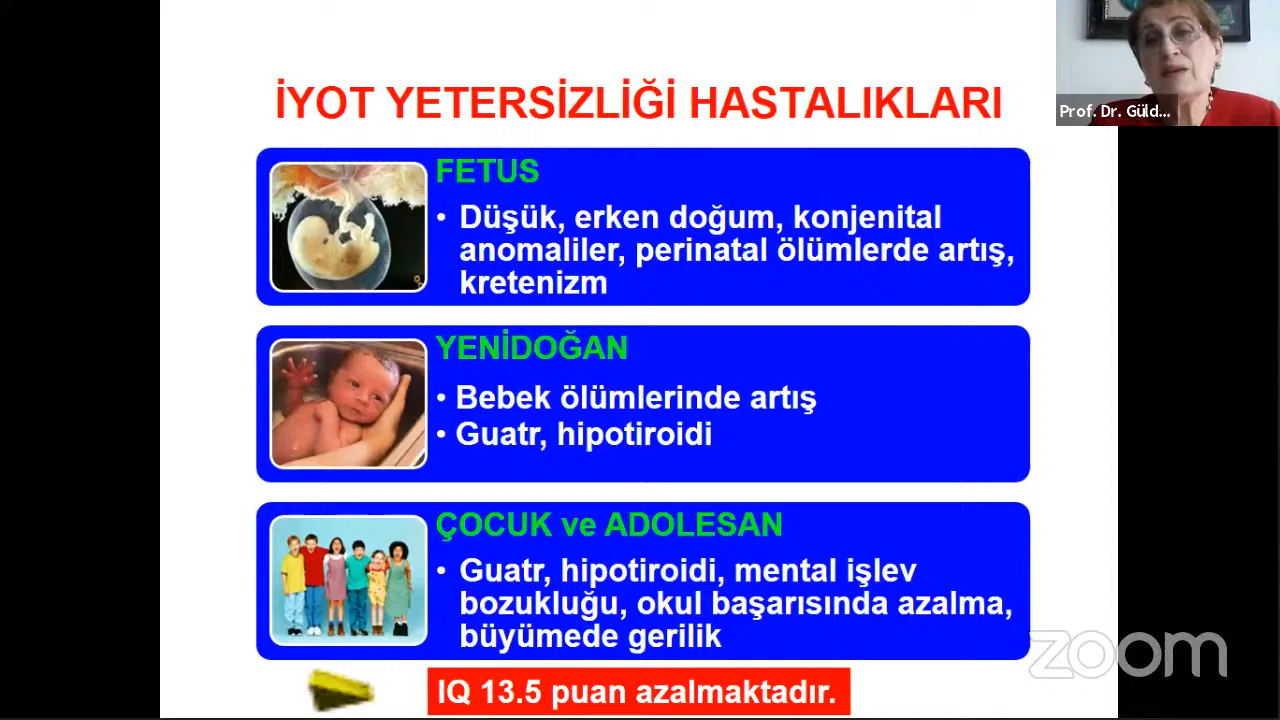 İYOT YETERSİZLİĞİ HASTALIKLARI
Prof. Dr. Güld...
FETUS
• Düşük, erken doğum, konjenital
anomaliler, perinatal ölümlerde artış,
kretenizm
YENİDOĞAN
• Bebek ölümlerinde artış
• Guatr, hipotiroidi
ÇOCUK ve ADOLESAN
• Guatr, hipotiroidi, mental işlev
bozukluğu, okul başarısında azalma,
büyümede gerilik
zoom
IQ 13.5 puan azalmaktadır.